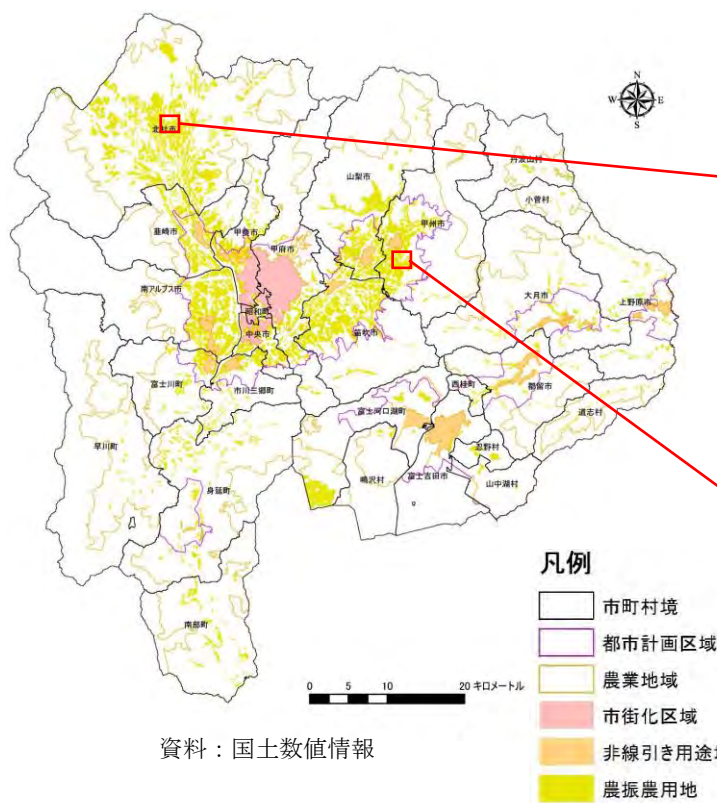 N
W E
S
北杜市
丹波山村
山梨市
小菅村
甲州市
韮崎市
甲斐市
甲府市
南アルプス市
昭和町
大月市
上野原市
中央市
笛吹市
富士川町
市川三郷町
西桂町
都留市
富士河口湖町
道志村
早川町
忍野村
鳴沢村
富士吉田市
山中湖村
身延町
南部町
凡例
市町村境
都市計画区域
農業地域
市街化区域
非線引き用途地
農振農用地
0 5 10 20 キロメートル
資料：国土数値情報